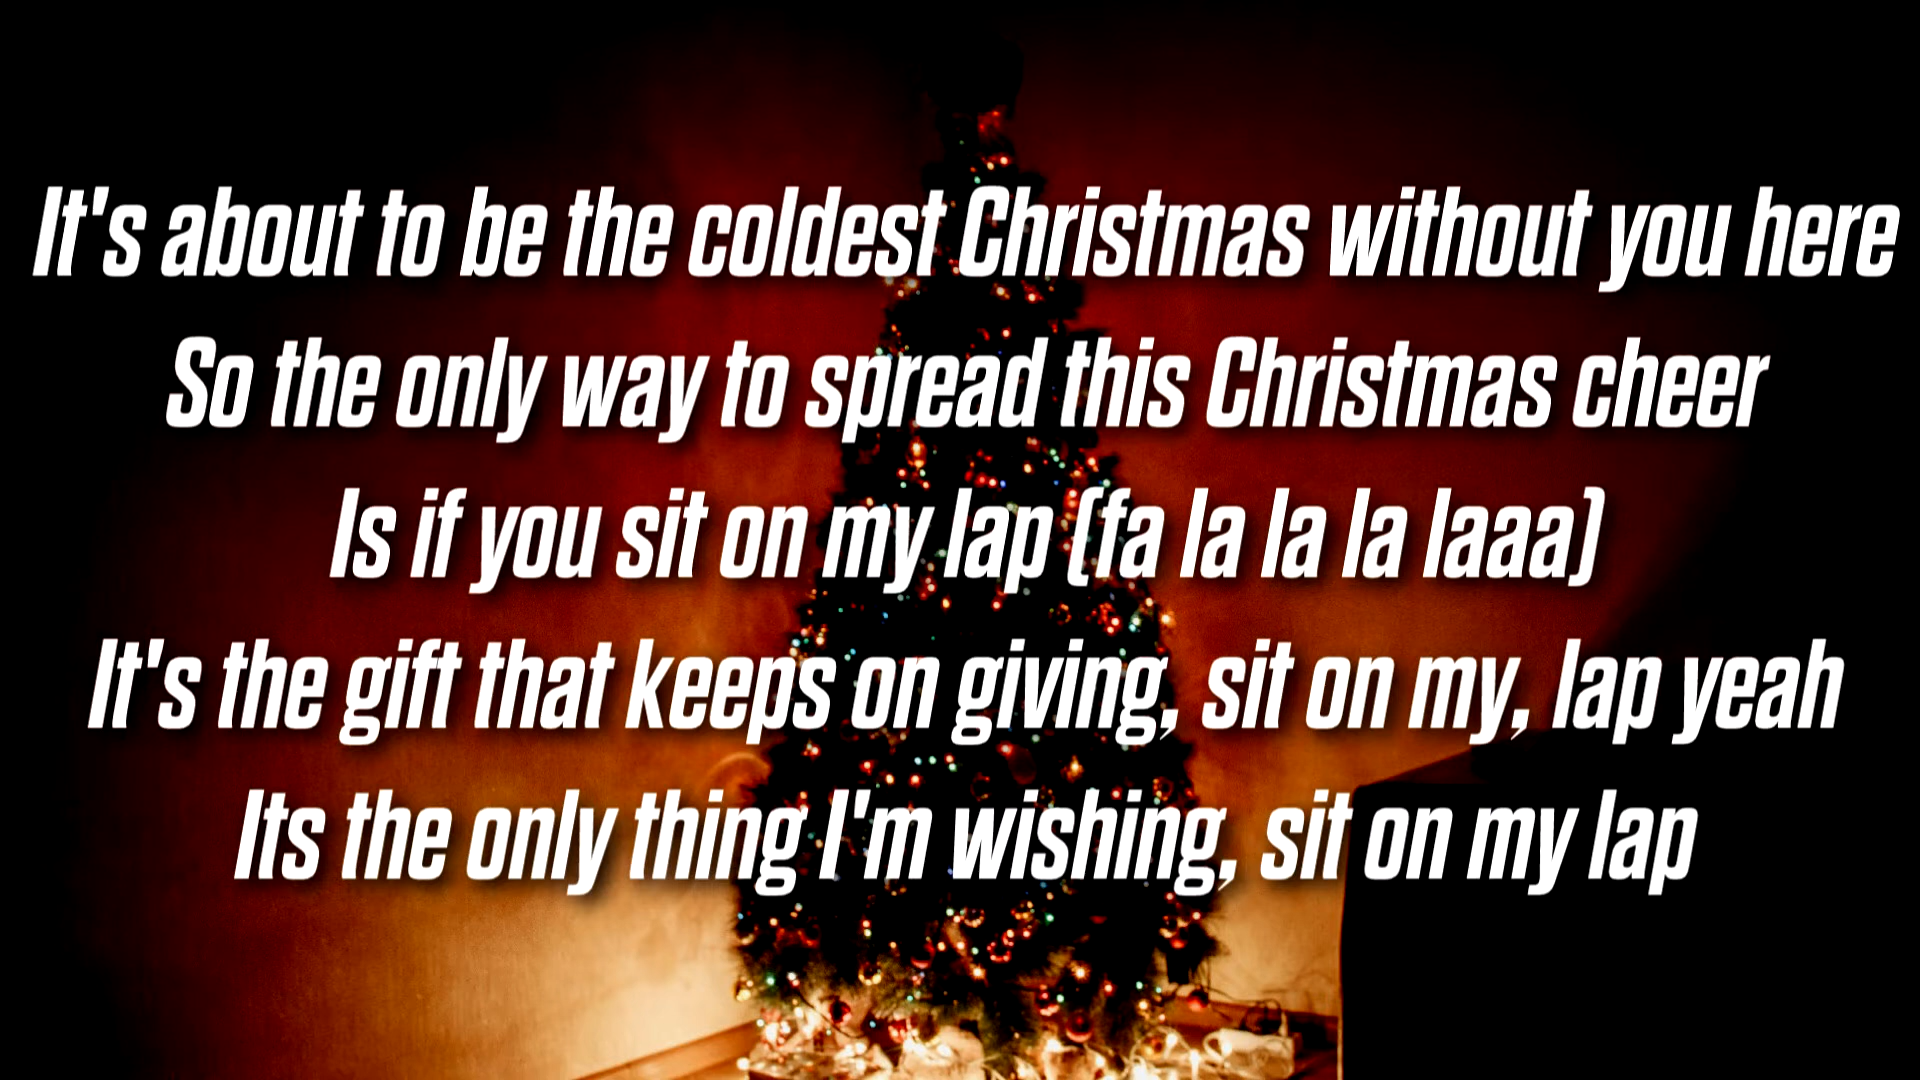 It's about to be the coldest Christmas without you here
So the only way to spread this Christmas cheer
Is if you sit on my lap (fa la la la laaa)
It's the gift that keeps on giving, sit on my, lap yeah
Its the only thing I'm wishing, sit on my lap